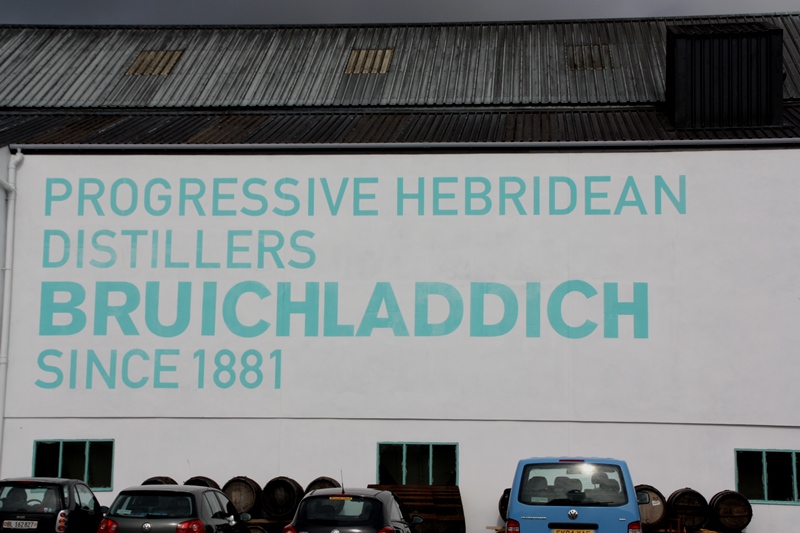 PROGRESSIVE HEBRIDEAN
DISTILLERS
BRUICHLADDICH
SINCE 1881